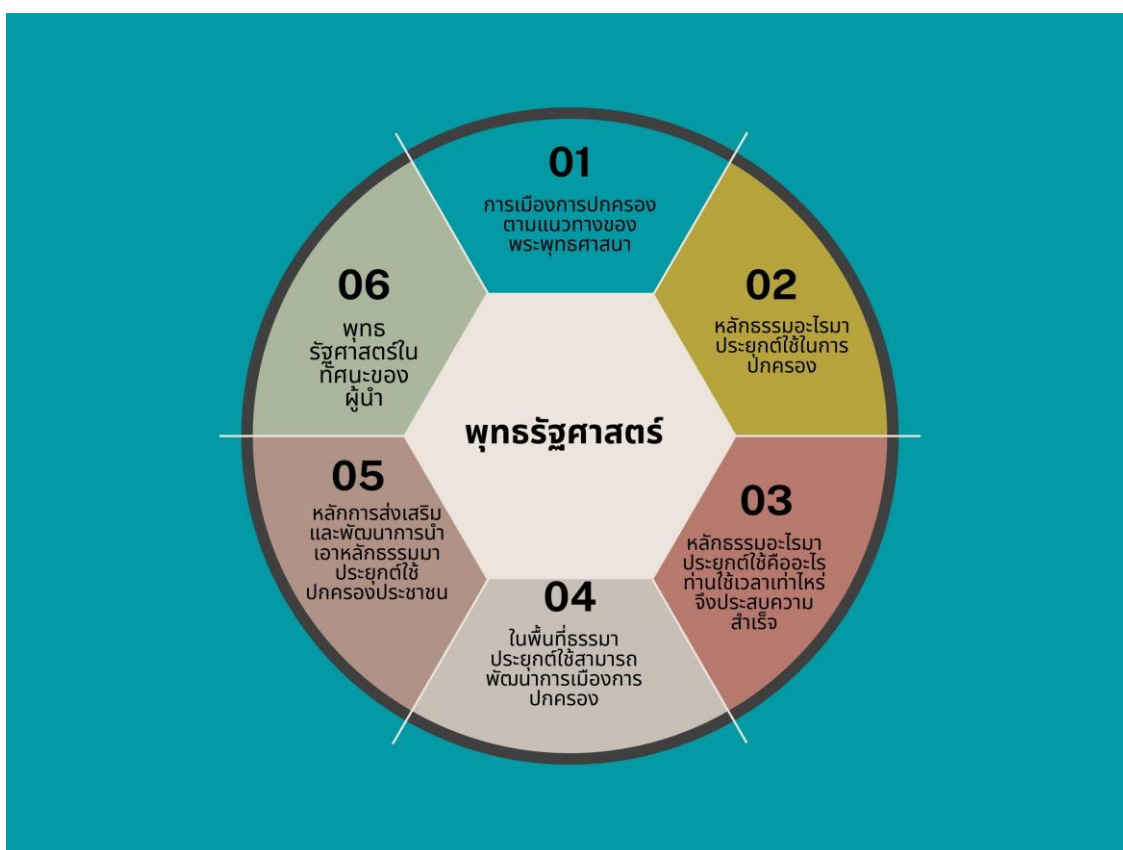 01
การเมืองการปกครอง
ตามแนวทางของ
พระพุทธศาสนา
02
หลักธรรมอะไรมา
ประยุกต์ใช้ในการ
ปกครอง
03
หลักธรรมอะไรมา
ประยุกต์ใช้คืออะไร
ท่านใช้เวลาเท่าไหร่
จึงประสบความ
สำเร็จ
04
ในพื้นที่ธรรมา
ประยุกต์ใช้สามารถ
พัฒนาการเมืองการ
ปกครอง
05
หลักการส่งเสริม
และพัฒนาการนำ
เอาหลักธรรมมา
ประยุกต์ใช้
ปกครองประชาชน
06
พุทธ
รัฐศาสตร์ใน
ทัศนะของ
ผู้นำ
พุทธรัฐศาสตร์